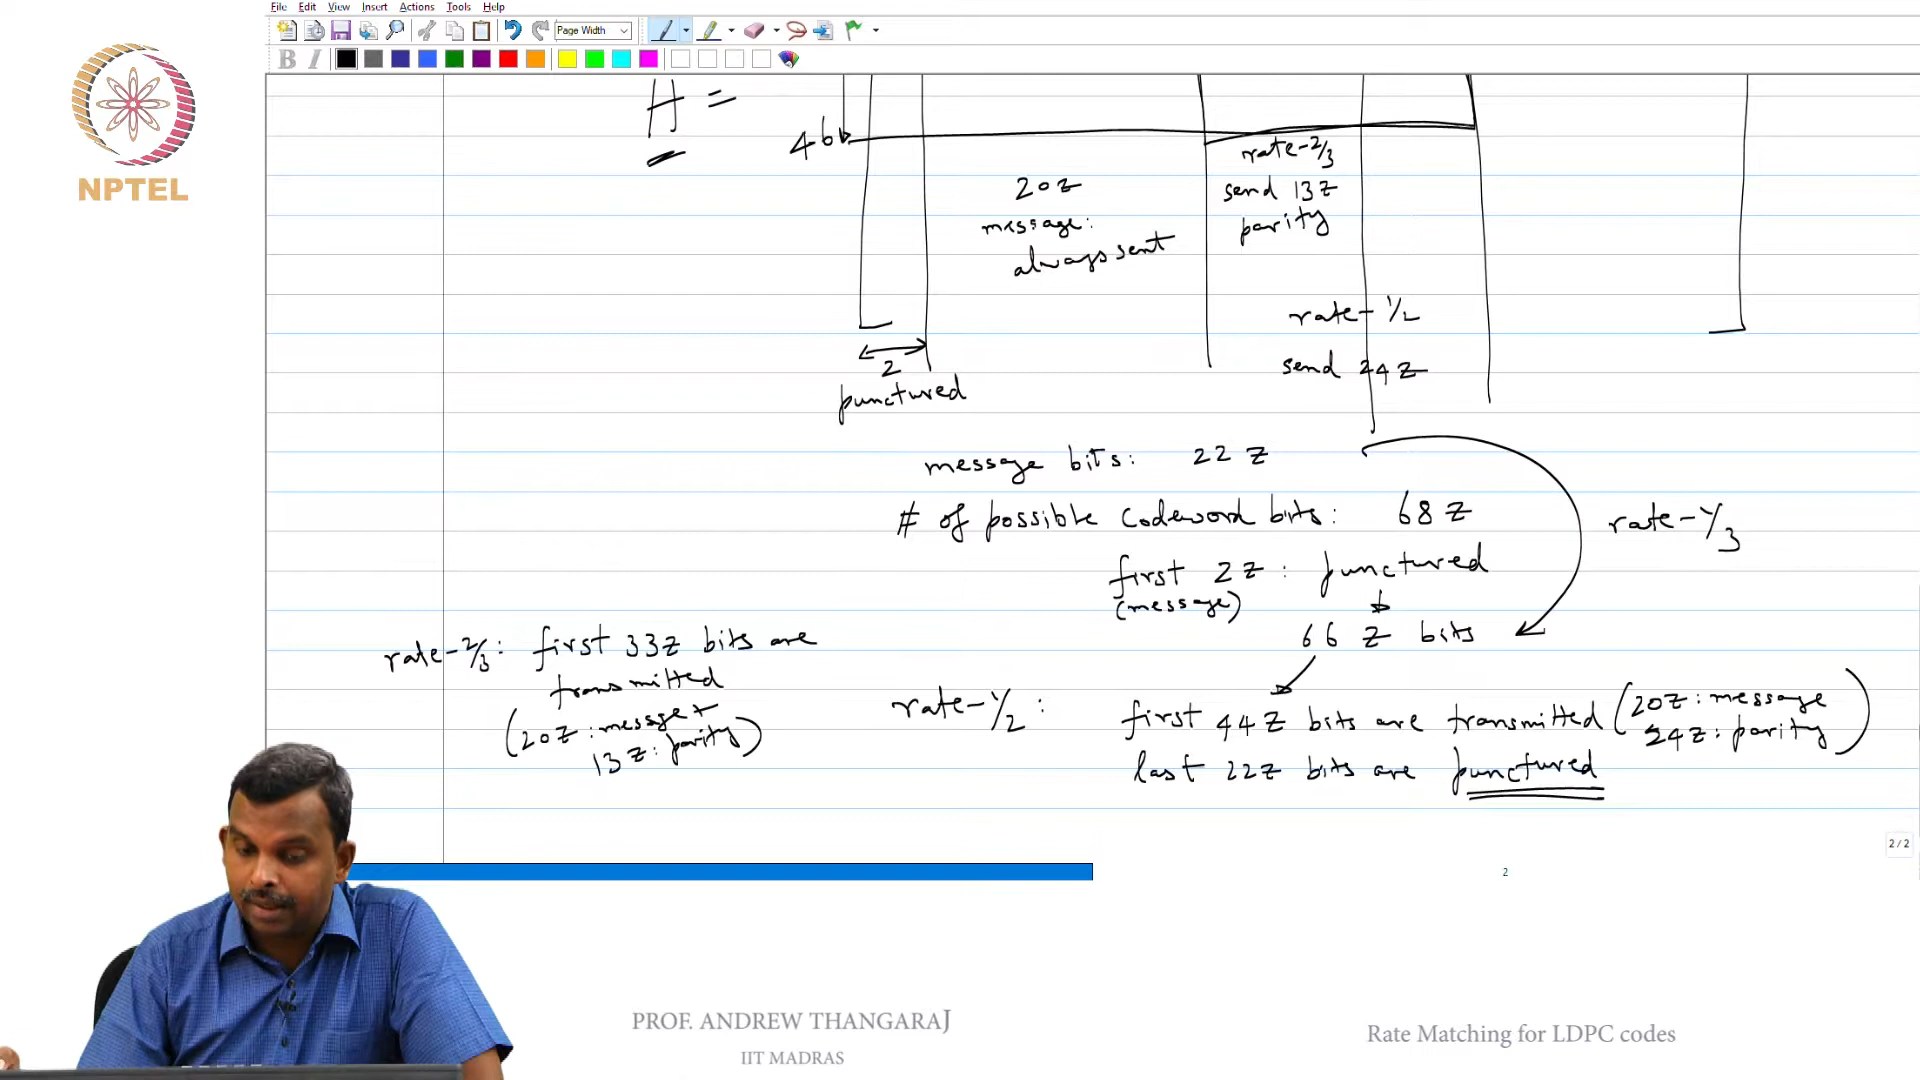 File Edit View Insert Actions Tools Help
Page Width
B I
NPTEL
H =
46
rate-2/3
send 13z
parity
20z
message:
always sent
rate-1/2
send 24z
2
punctured
message bits: 22z
# of possible codeword bits: 68z
rate-1/3
first 2z: punctured
(message)
66 z bits
rate-2/3: first 33z bits are
transmitted
(20z: message +
13z: parity)
rate-1/2: first 44z bits are transmitted (20z: message
24z: parity)
last 22z bits are punctured
2/2
2
PROF. ANDREW THANGARAJ
IIT MADRAS
Rate Matching for LDPC codes